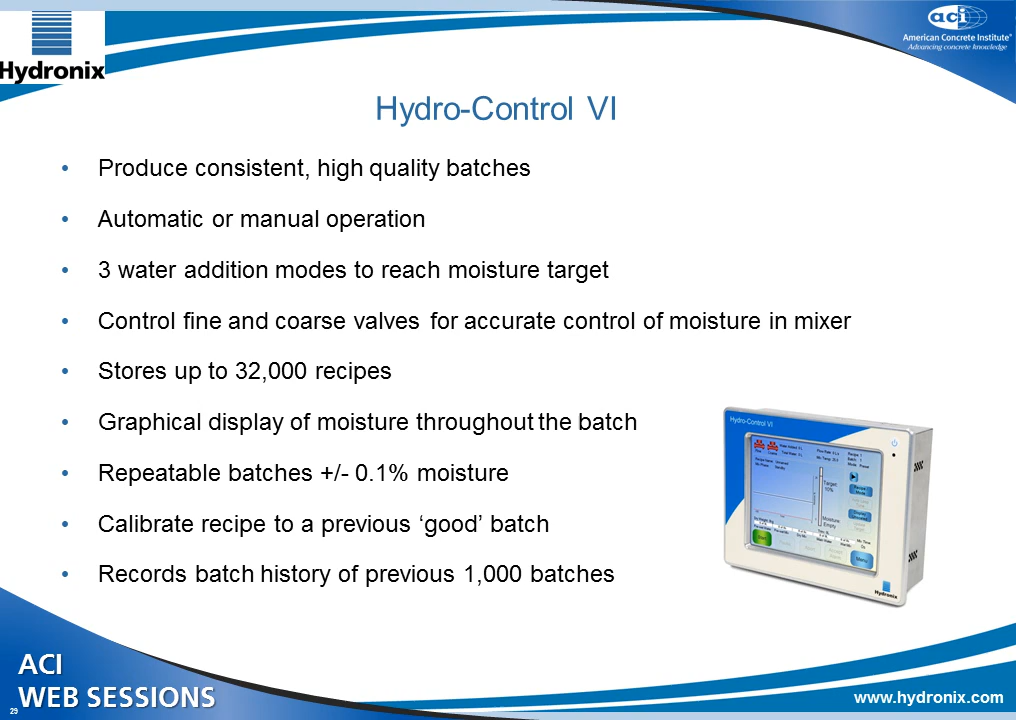 Hydronix
aci
American Concrete Institute®
Advancing concrete knowledge
Hydro-Control VI
• Produce consistent, high quality batches
• Automatic or manual operation
• 3 water addition modes to reach moisture target
• Control fine and coarse valves for accurate control of moisture in mixer
• Stores up to 32,000 recipes
• Graphical display of moisture throughout the batch
• Repeatable batches +/- 0.1% moisture
• Calibrate recipe to a previous ‘good’ batch
• Records batch history of previous 1,000 batches
Hydro-Control VI
Target
10%
Moisture
Empty
Menu
Hydronix
ACI
WEB SESSIONS
29
www.hydronix.com